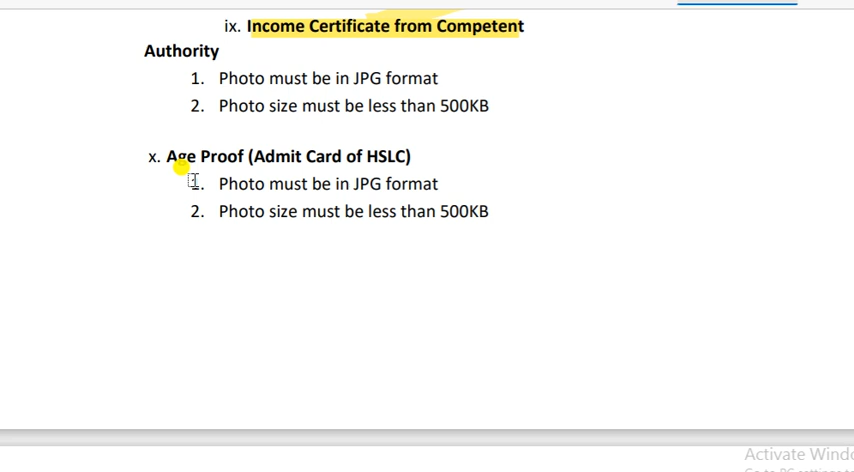 ix. Income Certificate from Competent
Authority
1. Photo must be in JPG format
2. Photo size must be less than 500KB
x. Age Proof (Admit Card of HSLC)
1. Photo must be in JPG format
2. Photo size must be less than 500KB
Activate Windo